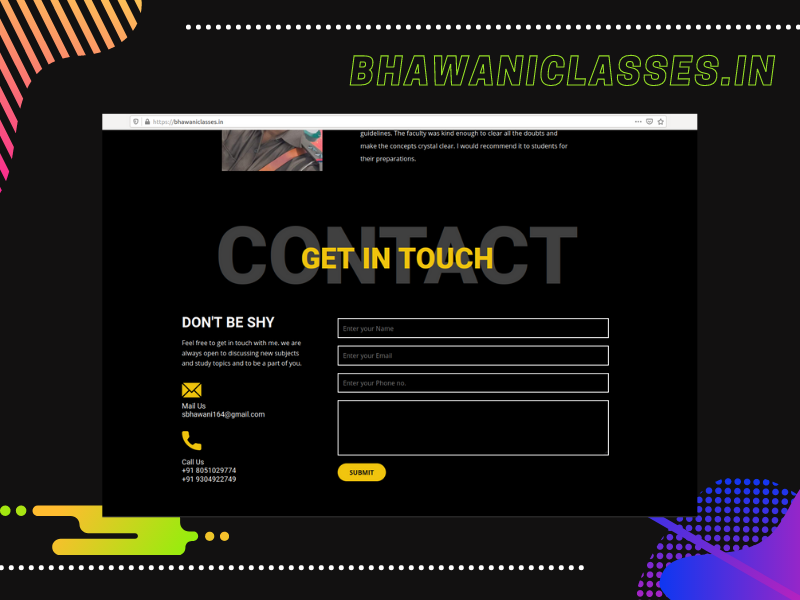 BHAWANICLASSES.IN
https://bhawaniclasses.in
guidelines. The faculty was kind enough to clear all the doubts and
make the concepts crystal clear. I would recommend it to students for
their preparations.
CONTACT
GET IN TOUCH
DON'T BE SHY
Feel free to get in touch with me. we are
always open to discussing new subjects
and study topics and to be a part of you.
Mail Us
sbhawani164@gmail.com
Call Us
+91 8051029774
+91 9304922749
Enter your Name
Enter your Email
Enter your Phone no.
SUBMIT